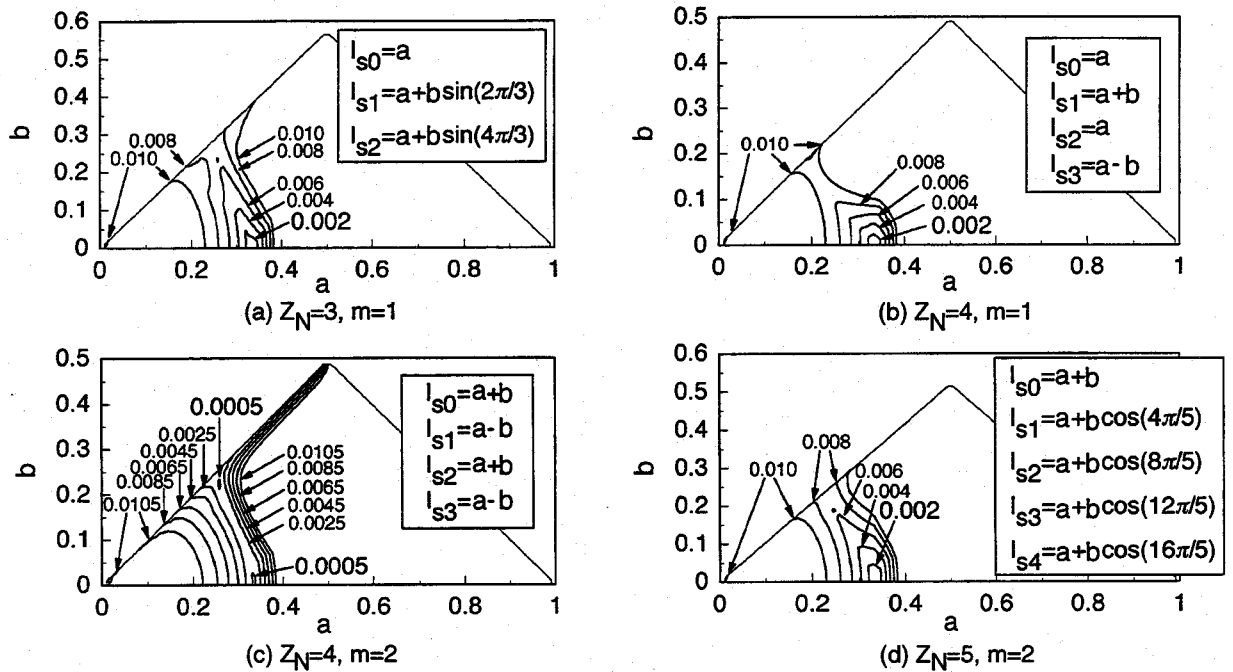 0.6
0.5
0.4
0.3
0.2
0.1
0
b
0.008
0.010
0.010
0.008
0.006
0.004
0.002
I_s0=a
I_s1=a+bsin(2π/3)
I_s2=a+bsin(4π/3)
0 0.2 0.4 0.6 0.8 1
a
(a) Z_N=3, m=1
0.5
0.4
0.3
0.2
0.1
0
b
0.010
0.008
0.006
0.004
0.002
I_s0=a
I_s1=a+b
I_s2=a
I_s3=a-b
0 0.2 0.4 0.6 0.8 1
a
(b) Z_N=4, m=1
0.5
0.4
0.3
0.2
0.1
0
b
0.0005
0.0025
0.0045
0.0065
0.0085
0.0105
0.0105
0.0085
0.0065
0.0045
0.0025
0.0005
I_s0=a+b
I_s1=a-b
I_s2=a+b
I_s3=a-b
0 0.2 0.4 0.6 0.8 1
a
(c) Z_N=4, m=2
0.6
0.5
0.4
0.3
0.2
0.1
0
b
0.010
0.008
0.006
0.004
0.002
I_s0=a+b
I_s1=a+bcos(4π/5)
I_s2=a+bcos(8π/5)
I_s3=a+bcos(12π/5)
I_s4=a+bcos(16π/5)
0 0.2 0.4 0.6 0.8 1
a
(d) Z_N=5, m=2